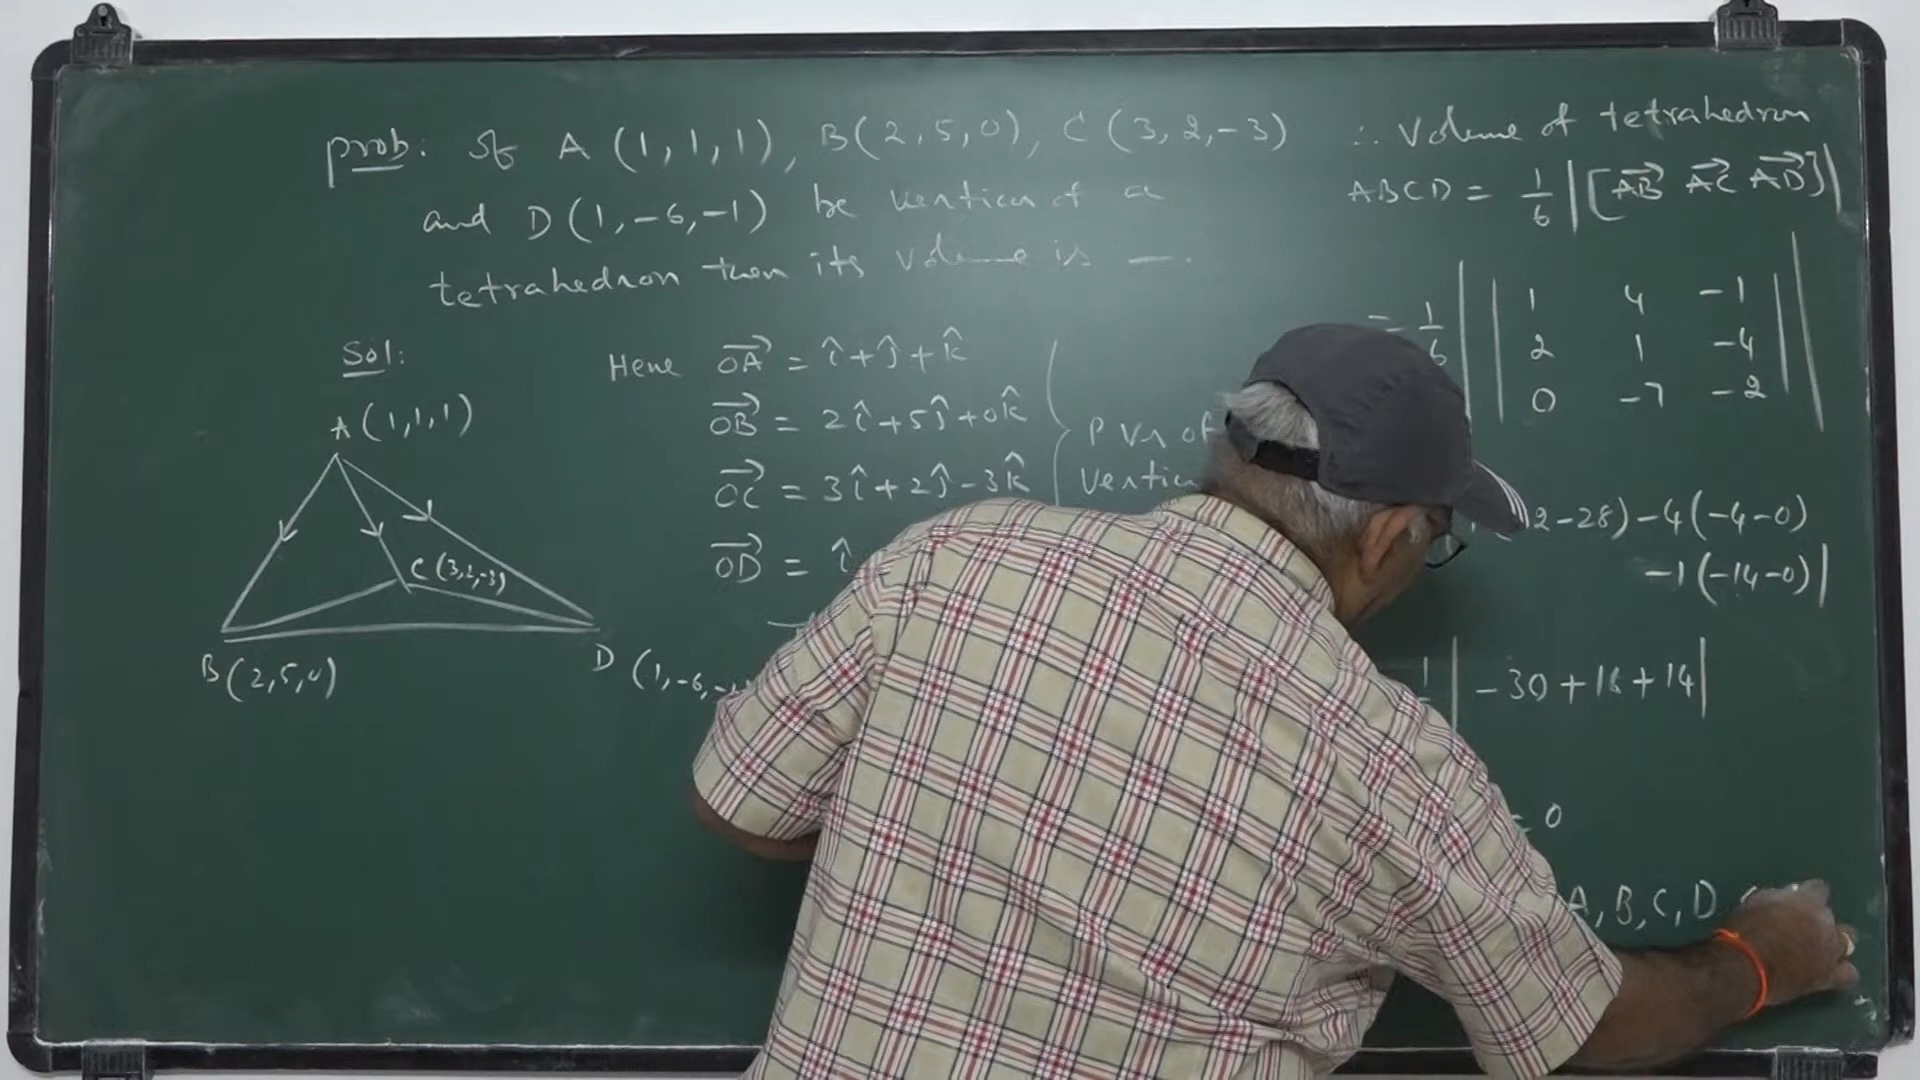 prob: If A (1,1,1), B(2,5,0), C(3,2,-3)
and D(1,-6,-1) be vertices of a
tetrahedron then its volume is —.
Sol:
A(1,1,1)
C(3,2,-3)
B(2,5,0)
D (1,-6,-1
Here OA = î+ĵ+k̂
OB = 2î+5ĵ+0k̂
OC = 3î+2ĵ-3k̂
OD = î
P Vs of
∴ Volume of tetrahedron
ABCD = 1/6 |[AB AC AD]|
= 1/6 || 1 4 -1
2 1 -4
0 -7 -2 ||
2-28)-4(-4-0)
-1(-14-0)|
|-30+16+14|
= 0
A, B, C, D